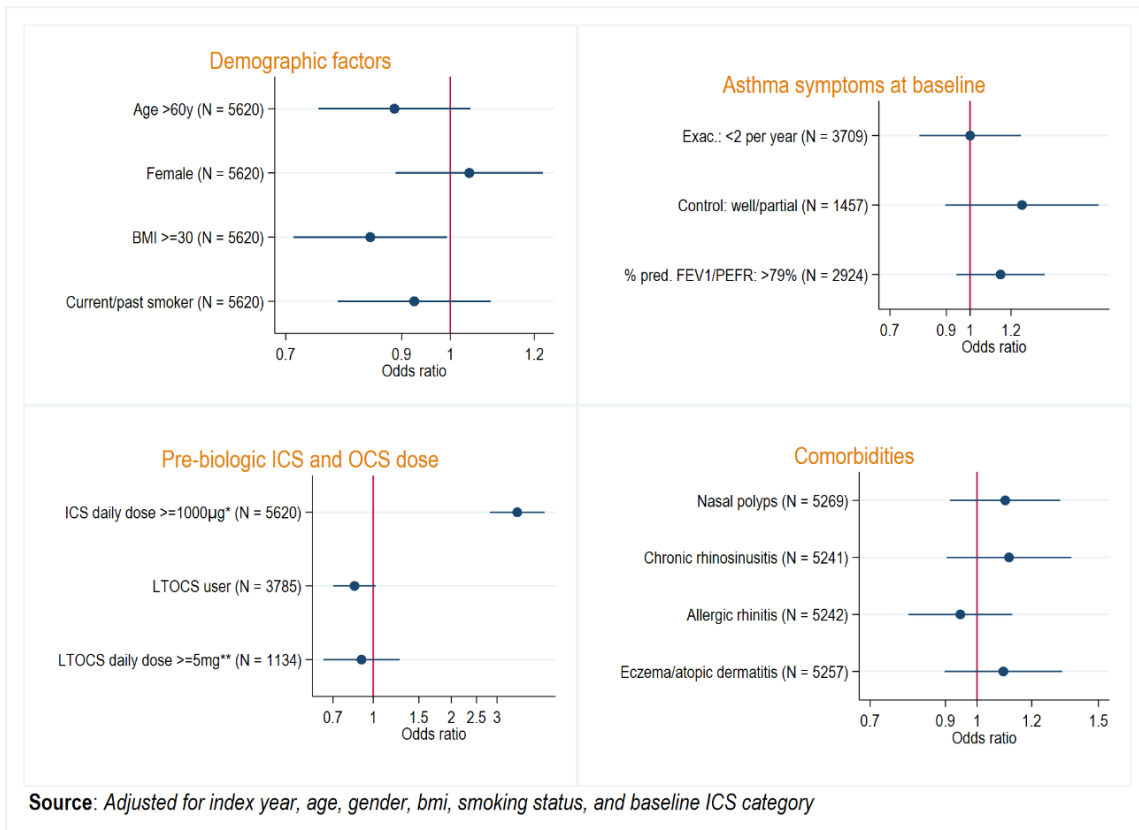 Demographic factors
Age >60y (N = 5620)
Female (N = 5620)
BMI >=30 (N = 5620)
Current/past smoker (N = 5620)
0.7 0.9 1 1.2
Odds ratio
Asthma symptoms at baseline
Exac.: <2 per year (N = 3709)
Control: well/partial (N = 1457)
% pred. FEV1/PEFR: >79% (N = 2924)
0.7 0.9 1 1.2
Odds ratio
Pre-biologic ICS and OCS dose
ICS daily dose >=1000µg* (N = 5620)
LTOCS user (N = 3785)
LTOCS daily dose >=5mg** (N = 1134)
0.7 1 1.5 2 2.5 3
Odds ratio
Comorbidities
Nasal polyps (N = 5269)
Chronic rhinosinusitis (N = 5241)
Allergic rhinitis (N = 5242)
Eczema/atopic dermatitis (N = 5257)
0.7 0.9 1 1.2 1.5
Odds ratio
Source: Adjusted for index year, age, gender, bmi, smoking status, and baseline ICS category